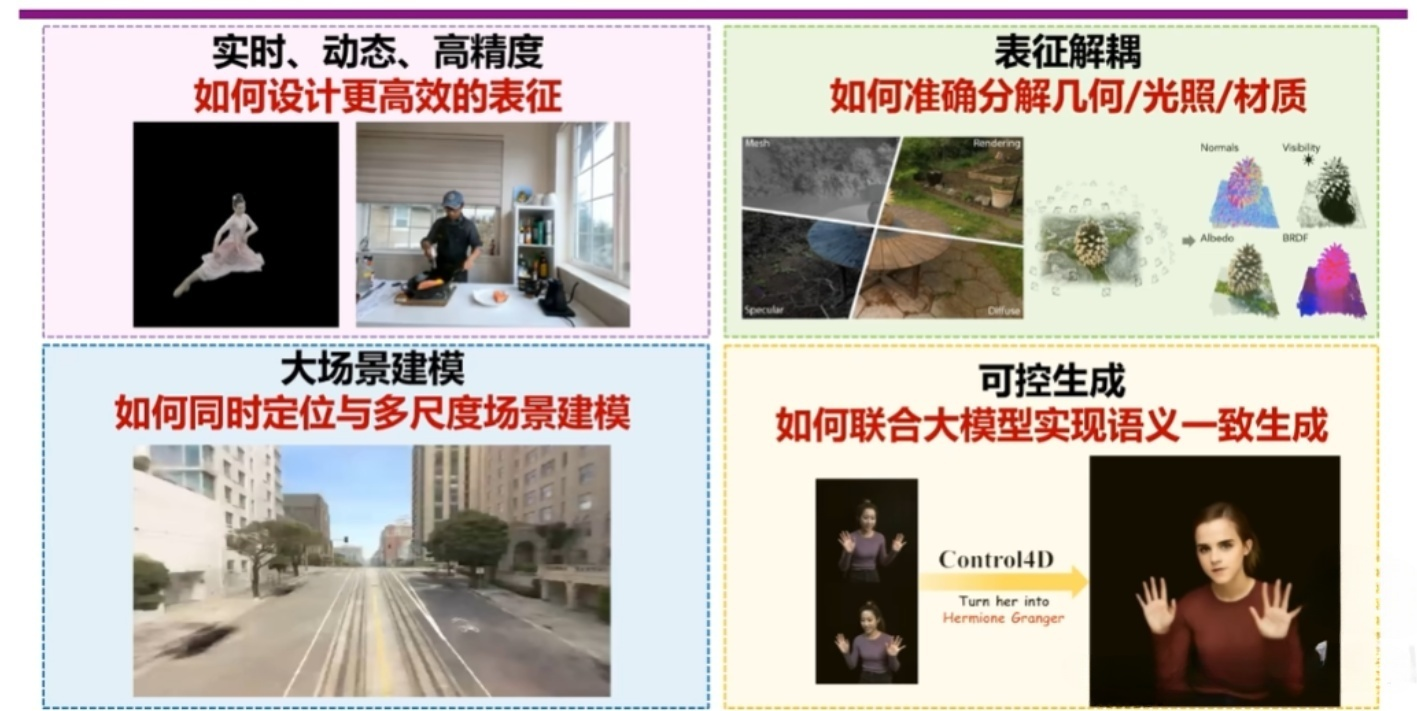 实时、动态、高精度
如何设计更高效的表征
表征解耦
如何准确分解几何/光照/材质
Mesh
Rendering
Specular
Diffuse
Normals
Visibility
Albedo
BRDF
大场景建模
如何同时定位与多尺度场景建模
可控生成
如何联合大模型实现语义一致生成
Control4D
Turn her into
Hermione Granger